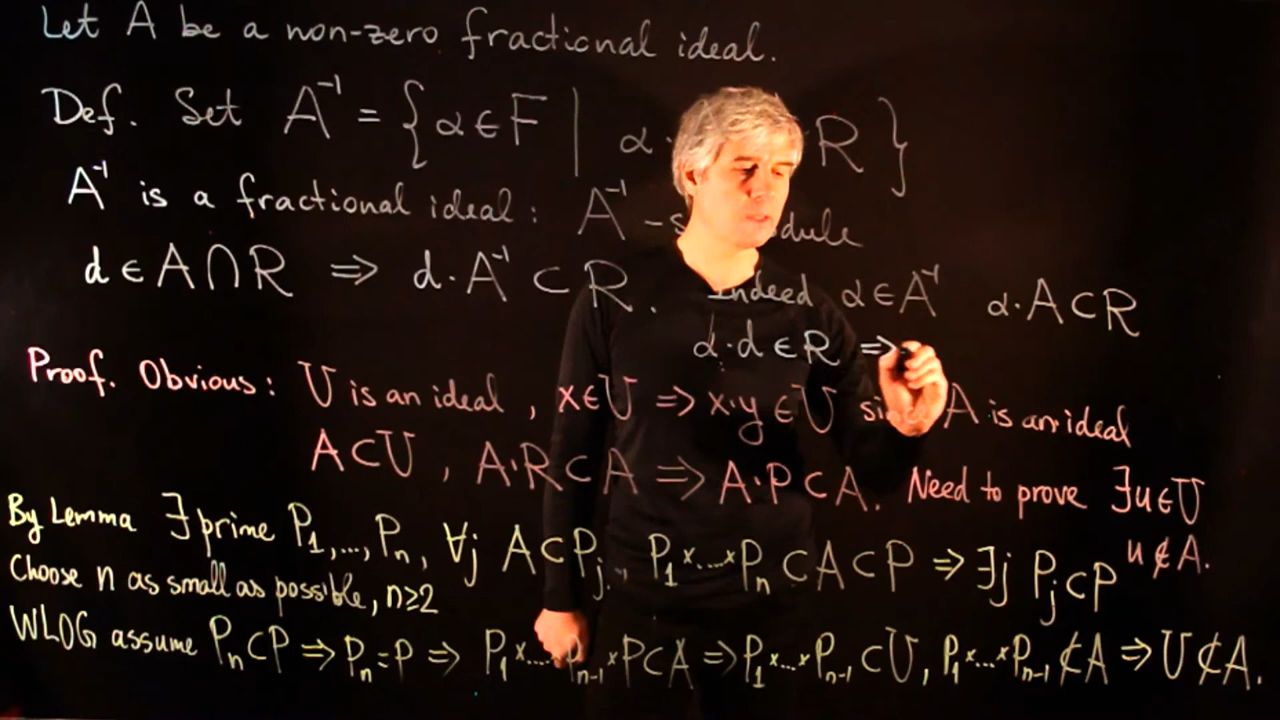 Let A be a non-zero fractional ideal.
Def. Set A⁻¹ = { α ∈ F | α · R }
A⁻¹ is a fractional ideal : A⁻¹ -
d ∈ A ∩ R ⇒ d · A⁻¹ ⊂ R . Indeed α ∈ A⁻¹ α · A ⊂ R
α · d ∈ R ⇒
Proof. Obvious : U is an ideal , x ∈ U ⇒ x · y ∈ U A is an ideal
A ⊂ U , A · R ⊂ A ⇒ A · P ⊂ A . Need to prove ∃ u ∈ U
u ∉ A .
By Lemma ∃ prime P₁, ..., Pₙ , ∀j A ⊂ Pⱼ . P₁ × ... × Pₙ ⊂ A ⊂ P ⇒ ∃j Pⱼ ⊂ P
Choose n as small as possible, n ≥ 2
WLOG assume Pₙ ⊂ P ⇒ Pₙ = P ⇒ P₁ × ... × Pₙ₋₁ × P ⊂ A ⇒ P₁ × ... × Pₙ₋₁ ⊂ U , P₁ × ... × Pₙ₋₁ ⊄ A ⇒ U ⊄ A .